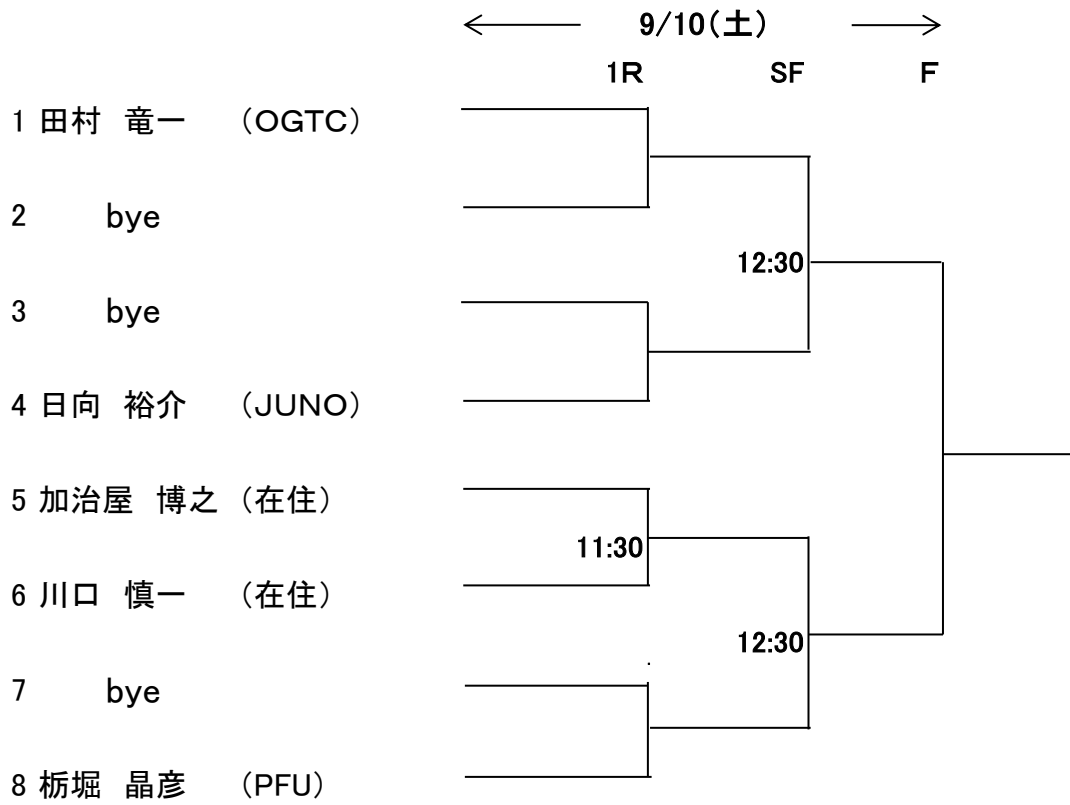 9/10(土)
1R SF F
1 田村 竜一 (OGTC)
2 bye
12:30
3 bye
4 日向 裕介 (JUNO)
5 加治屋 博之 (在住)
11:30
6 川口 慎一 (在住)
12:30
7 bye
8 栃堀 晶彦 (PFU)